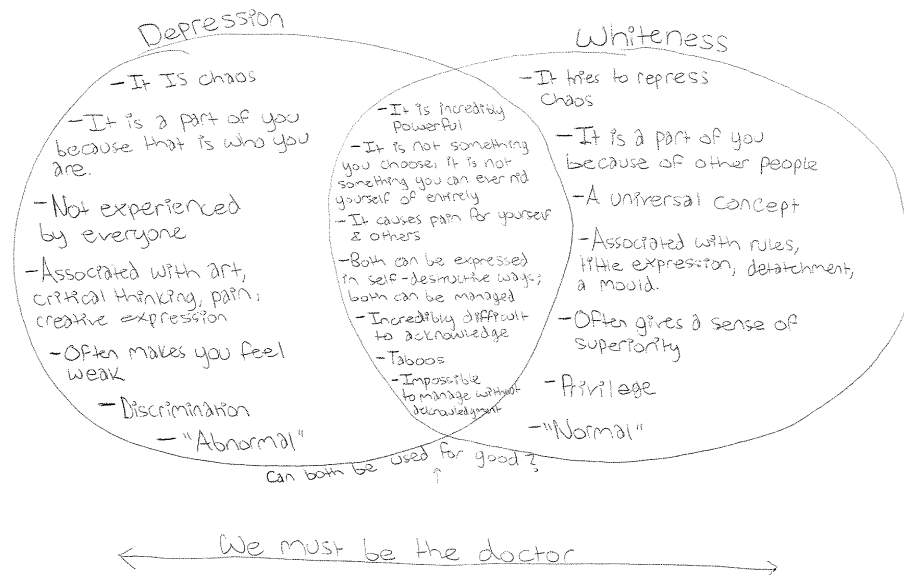 Depression
- It IS chaos
- It is a part of you
because that is who you
are.
- Not experienced
by everyone
- Associated with art,
critical thinking, pain,
creative expression
- Often makes you feel
weak
- Discrimination
- "Abnormal"
- It is incredibly
powerful
- It is not something
you choose; it is not
something you can ever rid
yourself of entirely
- It causes pain for yourself
& others
- Both can be expressed
in self-destructive ways;
both can be managed
- Incredibly difficult
to acknowledge
- Taboos
- Impossible
to manage without
acknowledgment
Whiteness
- It tries to repress
chaos
- It is a part of you
because of other people
- A universal concept
- Associated with rules,
little expression, detatchment,
a mould.
- Often gives a sense of
superiority
- Privilege
- "Normal"
Can both be used for good?
We must be the doctor